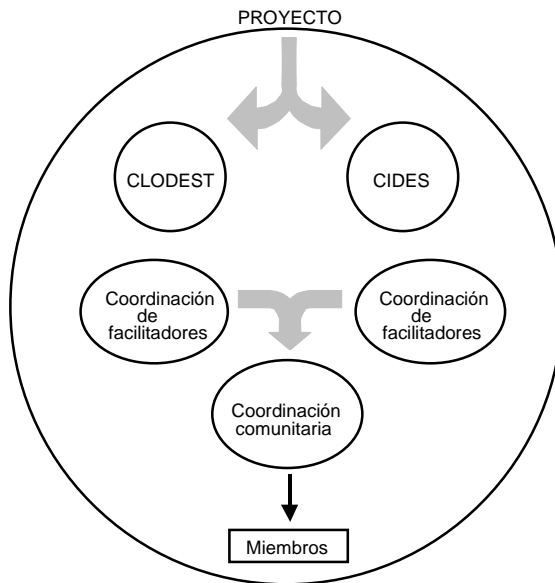 PROYECTO
CLODEST
CIDES
Coordinación
de
facilitadores
Coordinación
de
facilitadores
Coordinación
comunitaria
Miembros